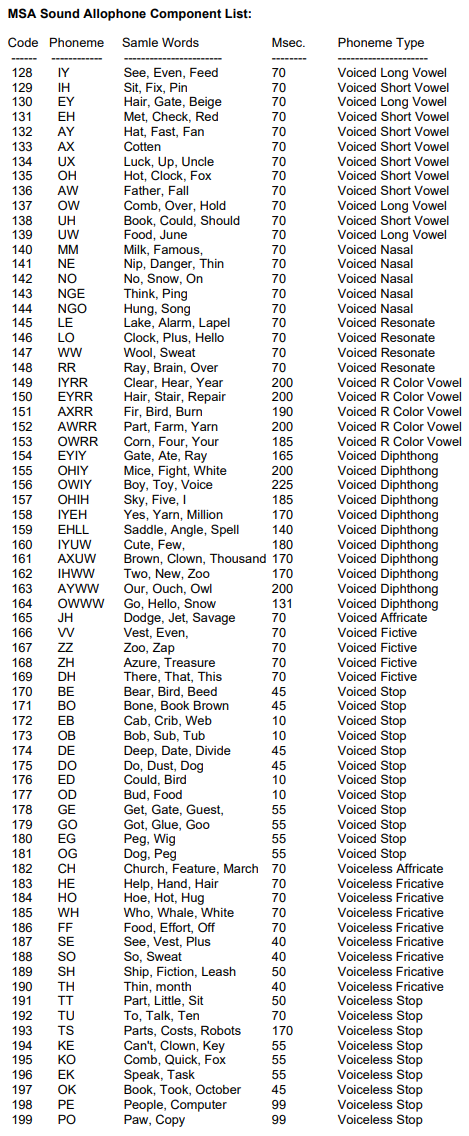 MSA Sound Allophone Component List:
Code Phoneme Samle Words Msec. Phoneme Type
------ ------------ ----------------------- -------- ---------------------
128 IY See, Even, Feed 70 Voiced Long Vowel
129 IH Sit, Fix, Pin 70 Voiced Short Vowel
130 EY Hair, Gate, Beige 70 Voiced Long Vowel
131 EH Met, Check, Red 70 Voiced Short Vowel
132 AY Hat, Fast, Fan 70 Voiced Short Vowel
133 AX Cotten 70 Voiced Short Vowel
134 UX Luck, Up, Uncle 70 Voiced Short Vowel
135 OH Hot, Clock, Fox 70 Voiced Short Vowel
136 AW Father, Fall 70 Voiced Short Vowel
137 OW Comb, Over, Hold 70 Voiced Long Vowel
138 UH Book, Could, Should 70 Voiced Short Vowel
139 UW Food, June 70 Voiced Long Vowel
140 MM Milk, Famous, 70 Voiced Nasal
141 NE Nip, Danger, Thin 70 Voiced Nasal
142 NO No, Snow, On 70 Voiced Nasal
143 NGE Think, Ping 70 Voiced Nasal
144 NGO Hung, Song 70 Voiced Nasal
145 LE Lake, Alarm, Lapel 70 Voiced Resonate
146 LO Clock, Plus, Hello 70 Voiced Resonate
147 WW Wool, Sweat 70 Voiced Resonate
148 RR Ray, Brain, Over 70 Voiced Resonate
149 IYRR Clear, Hear, Year 200 Voiced R Color Vowel
150 EYRR Hair, Stair, Repair 200 Voiced R Color Vowel
151 AXRR Fir, Bird, Burn 190 Voiced R Color Vowel
152 AWRR Part, Farm, Yarn 200 Voiced R Color Vowel
153 OWRR Corn, Four, Your 185 Voiced R Color Vowel
154 EYIY Gate, Ate, Ray 165 Voiced Diphthong
155 OHIY Mice, Fight, White 200 Voiced Diphthong
156 OWIY Boy, Toy, Voice 225 Voiced Diphthong
157 OHIH Sky, Five, I 185 Voiced Diphthong
158 IYEH Yes, Yarn, Million 170 Voiced Diphthong
159 EHLL Saddle, Angle, Spell 140 Voiced Diphthong
160 IYUW Cute, Few, 180 Voiced Diphthong
161 AXUW Brown, Clown, Thousand 170 Voiced Diphthong
162 IHWW Two, New, Zoo 170 Voiced Diphthong
163 AYWW Our, Ouch, Owl 200 Voiced Diphthong
164 OWWW Go, Hello, Snow 131 Voiced Diphthong
165 JH Dodge, Jet, Savage 70 Voiced Affricate
166 VV Vest, Even, 70 Voiced Fictive
167 ZZ Zoo, Zap 70 Voiced Fictive
168 ZH Azure, Treasure 70 Voiced Fictive
169 DH There, That, This 70 Voiced Fictive
170 BE Bear, Bird, Beed 45 Voiced Stop
171 BO Bone, Book Brown 45 Voiced Stop
172 EB Cab, Crib, Web 10 Voiced Stop
173 OB Bob, Sub, Tub 10 Voiced Stop
174 DE Deep, Date, Divide 45 Voiced Stop
175 DO Do, Dust, Dog 45 Voiced Stop
176 ED Could, Bird 10 Voiced Stop
177 OD Bud, Food 10 Voiced Stop
178 GE Get, Gate, Guest, 55 Voiced Stop
179 GO Got, Glue, Goo 55 Voiced Stop
180 EG Peg, Wig 55 Voiced Stop
181 OG Dog, Peg 55 Voiced Stop
182 CH Church, Feature, March 70 Voiceless Affricate
183 HE Help, Hand, Hair 70 Voiceless Fricative
184 HO Hoe, Hot, Hug 70 Voiceless Fricative
185 WH Who, Whale, White 70 Voiceless Fricative
186 FF Food, Effort, Off 70 Voiceless Fricative
187 SE See, Vest, Plus 40 Voiceless Fricative
188 SO So, Sweat 40 Voiceless Fricative
189 SH Ship, Fiction, Leash 50 Voiceless Fricative
190 TH Thin, month 40 Voiceless Fricative
191 TT Part, Little, Sit 50 Voiceless Stop
192 TU To, Talk, Ten 70 Voiceless Stop
193 TS Parts, Costs, Robots 170 Voiceless Stop
194 KE Can't, Clown, Key 55 Voiceless Stop
195 KO Comb, Quick, Fox 55 Voiceless Stop
196 EK Speak, Task 55 Voiceless Stop
197 OK Book, Took, October 45 Voiceless Stop
198 PE People, Computer 99 Voiceless Stop
199 PO Paw, Copy 99 Voiceless Stop